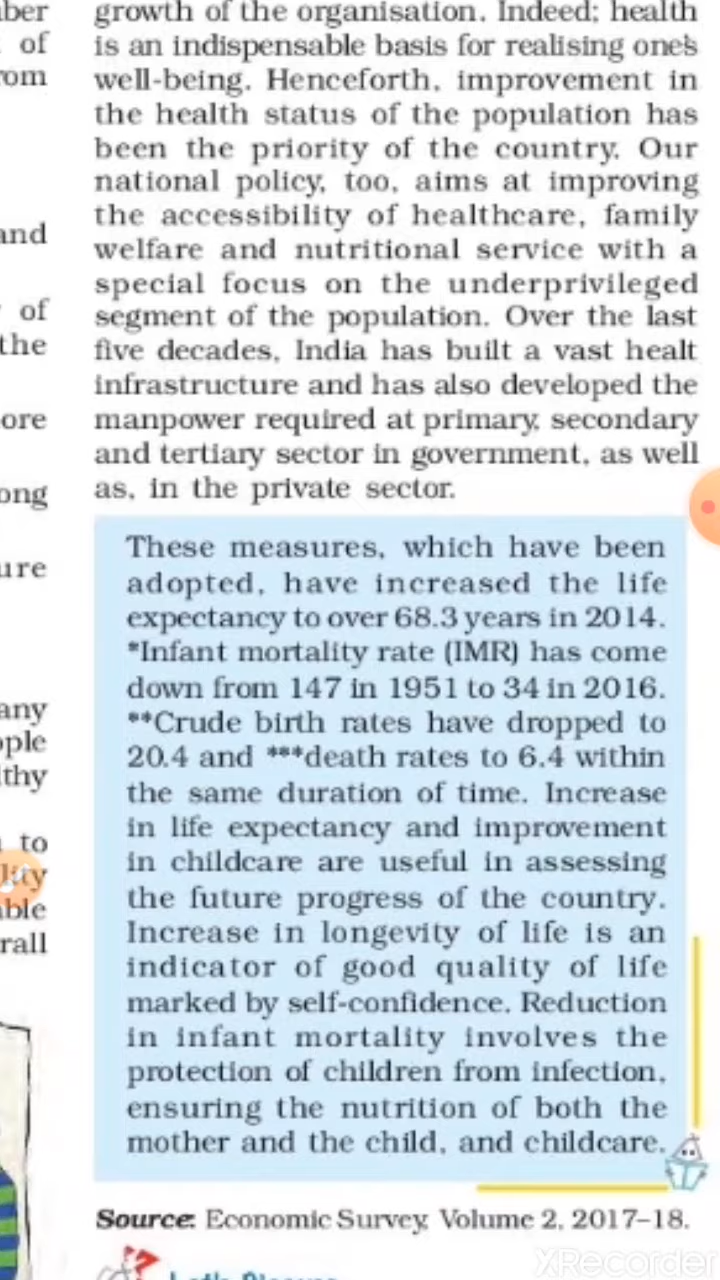 ber
of
rom
and
of
the
ore
ong
ure
any
ople
lthy
to
lity
able
rall
growth of the organisation. Indeed; health
is an indispensable basis for realising one's
well-being. Henceforth, improvement in
the health status of the population has
been the priority of the country. Our
national policy, too, aims at improving
the accessibility of healthcare, family
welfare and nutritional service with a
special focus on the underprivileged
segment of the population. Over the last
five decades, India has built a vast healt
infrastructure and has also developed the
manpower required at primary, secondary
and tertiary sector in government, as well
as, in the private sector.
These measures, which have been
adopted, have increased the life
expectancy to over 68.3 years in 2014.
*Infant mortality rate (IMR) has come
down from 147 in 1951 to 34 in 2016.
**Crude birth rates have dropped to
20.4 and ***death rates to 6.4 within
the same duration of time. Increase
in life expectancy and improvement
in childcare are useful in assessing
the future progress of the country.
Increase in longevity of life is an
indicator of good quality of life
marked by self-confidence. Reduction
in infant mortality involves the
protection of children from infection,
ensuring the nutrition of both the
mother and the child, and childcare.
Source: Economic Survey, Volume 2, 2017–18.
XRecorder